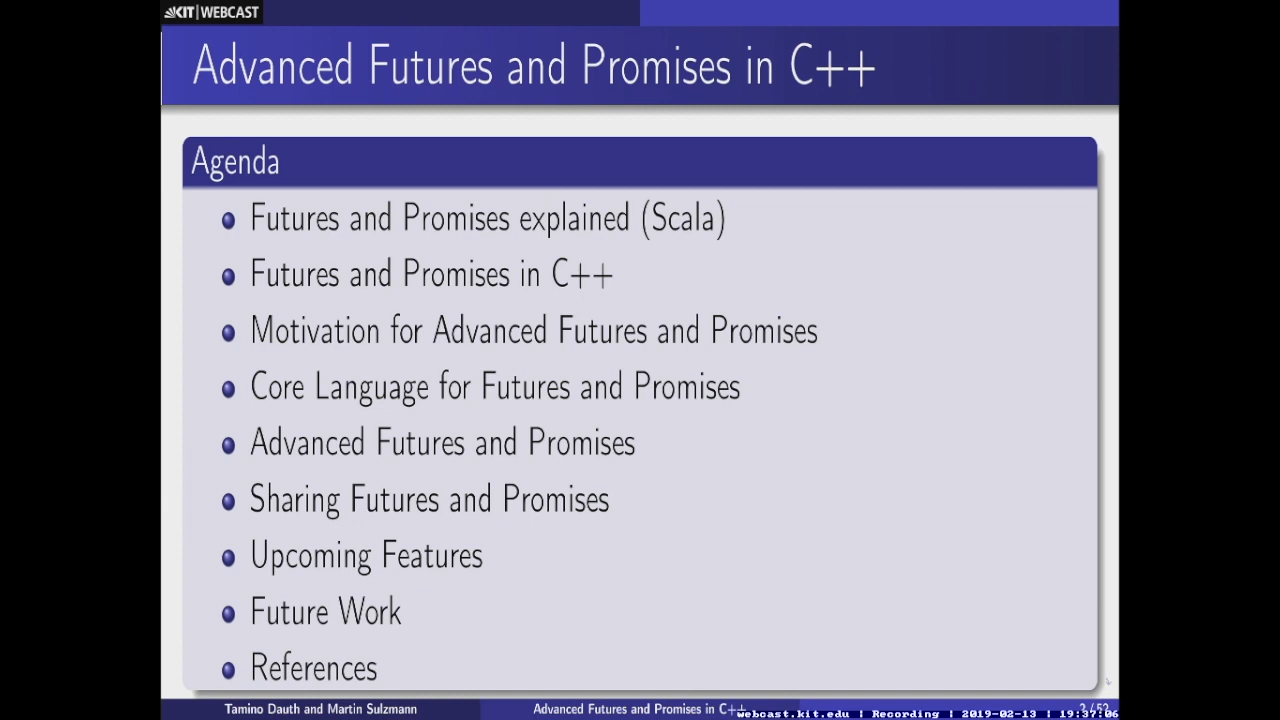 KIT WEBCAST
Advanced Futures and Promises in C++
Agenda
Futures and Promises explained (Scala)
Futures and Promises in C++
Motivation for Advanced Futures and Promises
Core Language for Futures and Promises
Advanced Futures and Promises
Sharing Futures and Promises
Upcoming Features
Future Work
References
Tamino Dauth and Martin Sulzmann Advanced Futures and Promises in C++
webcast.kit.edu | Recording | 2019-02-13 | 19:37:06